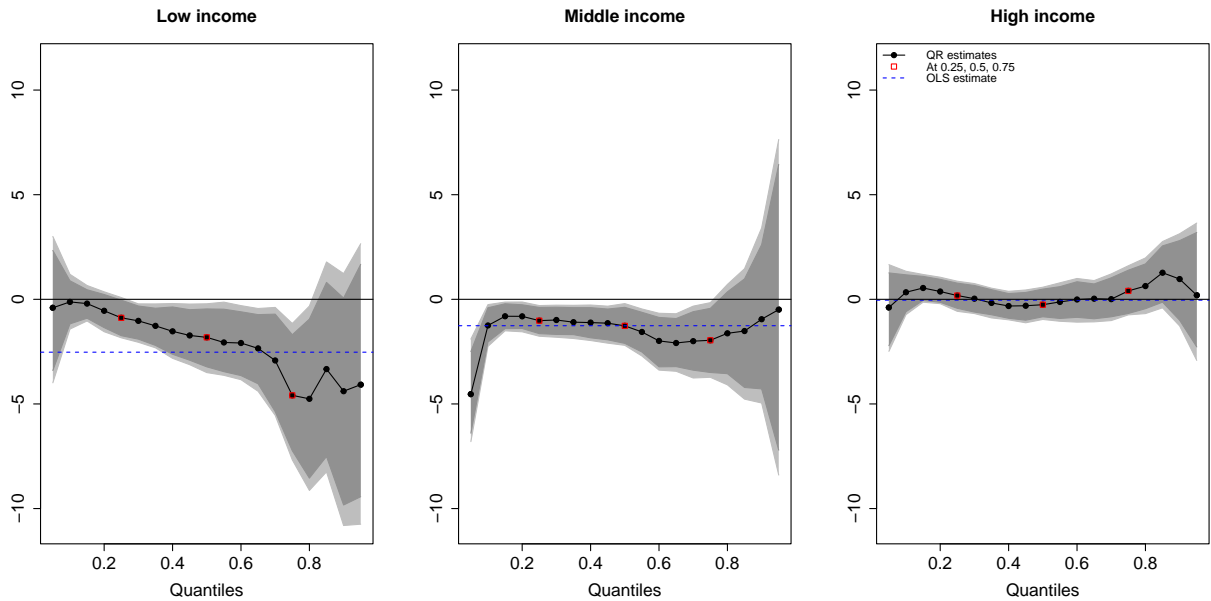 Low income
10
5
0
−5
−10
0.2 0.4 0.6 0.8
Quantiles
Middle income
10
5
0
−5
−10
0.2 0.4 0.6 0.8
Quantiles
High income
QR estimates
At 0.25, 0.5, 0.75
OLS estimate
10
5
0
−5
−10
0.2 0.4 0.6 0.8
Quantiles